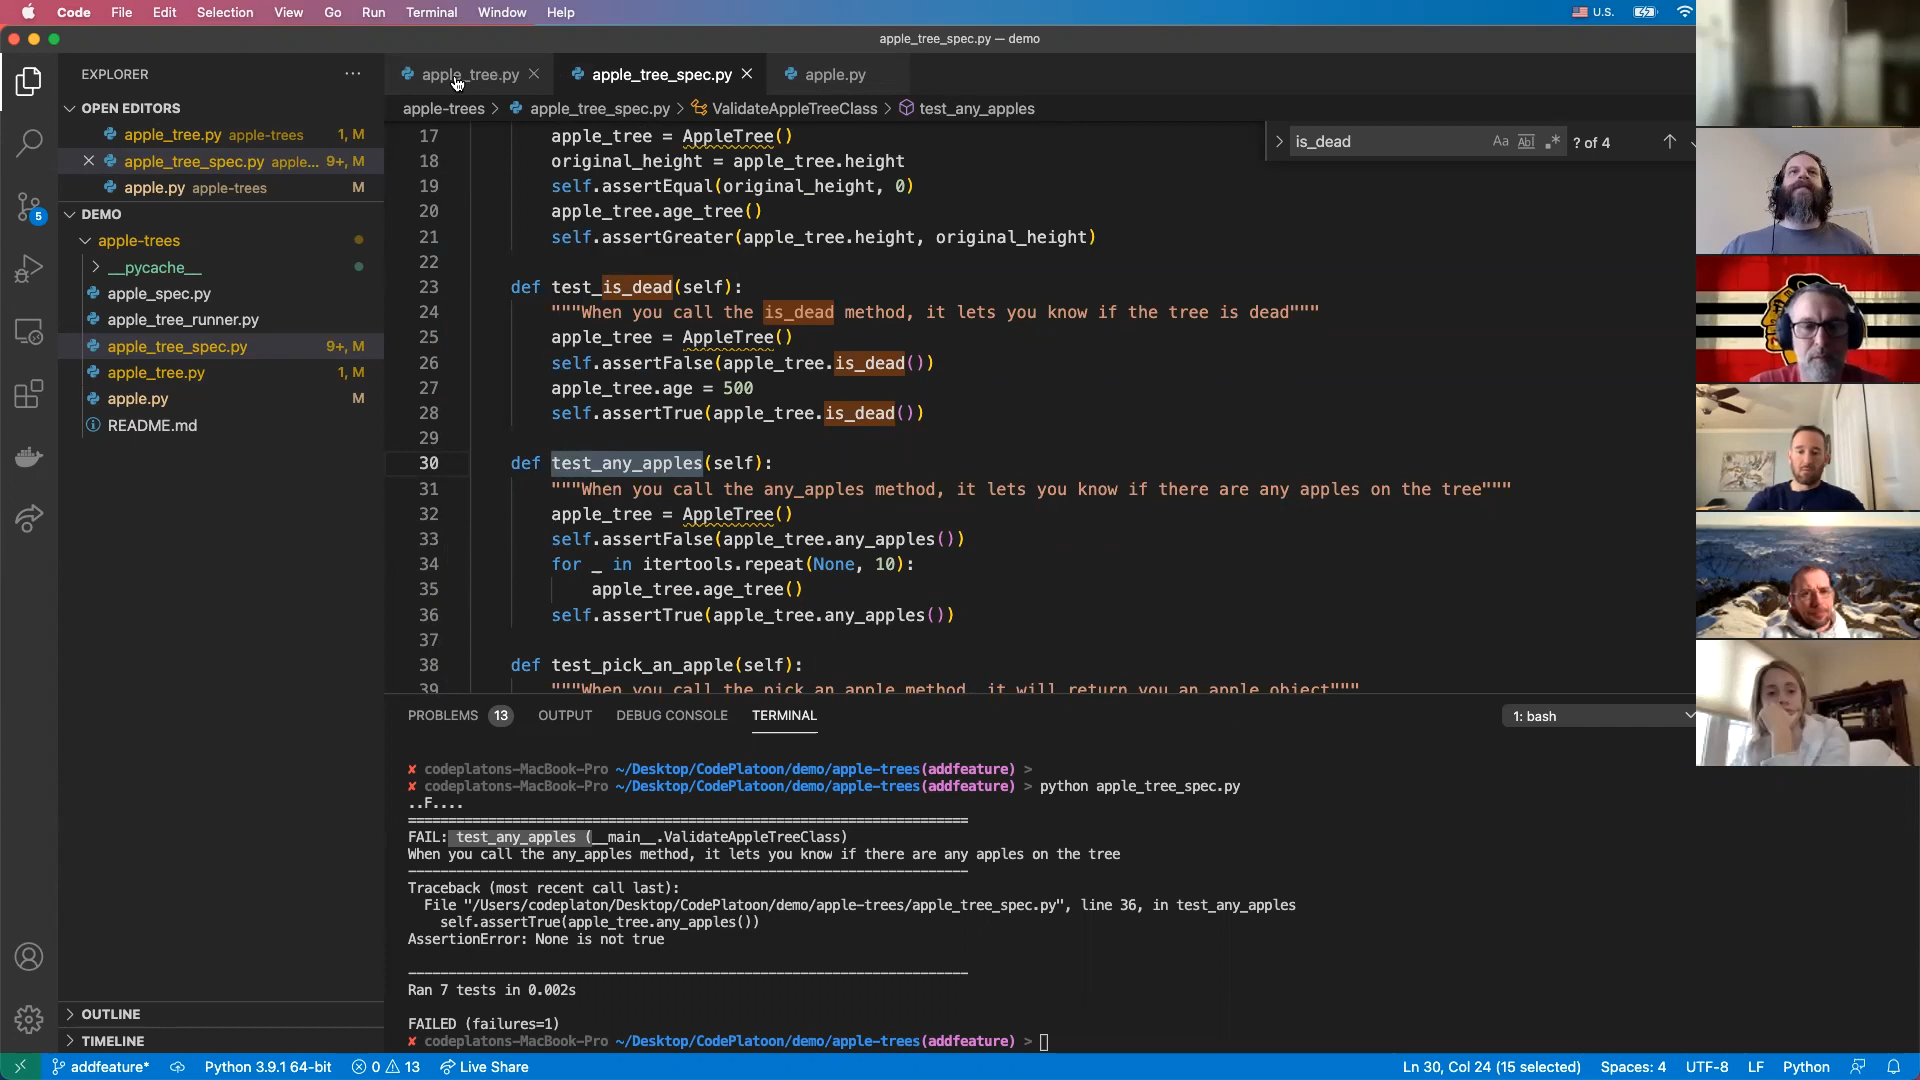 Code File Edit Selection View Go Run Terminal Window Help U.S.
apple_tree_spec.py — demo
EXPLORER
apple_tree.py
apple_tree_spec.py
apple.py
OPEN EDITORS
apple-trees > apple_tree_spec.py > ValidateAppleTreeClass > test_any_apples
apple_tree.py apple-trees 1, M
apple_tree_spec.py apple... 9+, M
apple.py apple-trees M
DEMO
apple-trees
__pycache__
apple_spec.py
apple_tree_runner.py
apple_tree_spec.py 9+, M
apple_tree.py 1, M
apple.py M
README.md
5
OUTLINE
TIMELINE
is_dead Aa Abl .* ? of 4
17 apple_tree = AppleTree()
18 original_height = apple_tree.height
19 self.assertEqual(original_height, 0)
20 apple_tree.age_tree()
21 self.assertGreater(apple_tree.height, original_height)
22
23 def test_is_dead(self):
24 """When you call the is_dead method, it lets you know if the tree is dead"""
25 apple_tree = AppleTree()
26 self.assertFalse(apple_tree.is_dead())
27 apple_tree.age = 500
28 self.assertTrue(apple_tree.is_dead())
29
30 def test_any_apples(self):
31 """When you call the any_apples method, it lets you know if there are any apples on the tree"""
32 apple_tree = AppleTree()
33 self.assertFalse(apple_tree.any_apples())
34 for _ in itertools.repeat(None, 10):
35 apple_tree.age_tree()
36 self.assertTrue(apple_tree.any_apples())
37
38 def test_pick_an_apple(self):
39 """When you call the pick_an_apple method, it will return you an apple object"""
PROBLEMS 13 OUTPUT DEBUG CONSOLE TERMINAL 1: bash
✘ codeplatons-MacBook-Pro ~/Desktop/CodePlatoon/demo/apple-trees(addfeature) >
✘ codeplatons-MacBook-Pro ~/Desktop/CodePlatoon/demo/apple-trees(addfeature) > python apple_tree_spec.py
..F....
======================================================================
FAIL: test_any_apples (__main__.ValidateAppleTreeClass)
When you call the any_apples method, it lets you know if there are any apples on the tree
----------------------------------------------------------------------
Traceback (most recent call last):
File "/Users/codeplaton/Desktop/CodePlatoon/demo/apple-trees/apple_tree_spec.py", line 36, in test_any_apples
self.assertTrue(apple_tree.any_apples())
AssertionError: None is not true
----------------------------------------------------------------------
Ran 7 tests in 0.002s
FAILED (failures=1)
✘ codeplatons-MacBook-Pro ~/Desktop/CodePlatoon/demo/apple-trees(addfeature) >
addfeature* Python 3.9.1 64-bit 0 13 Live Share Ln 30, Col 24 (15 selected) Spaces: 4 UTF-8 LF Python